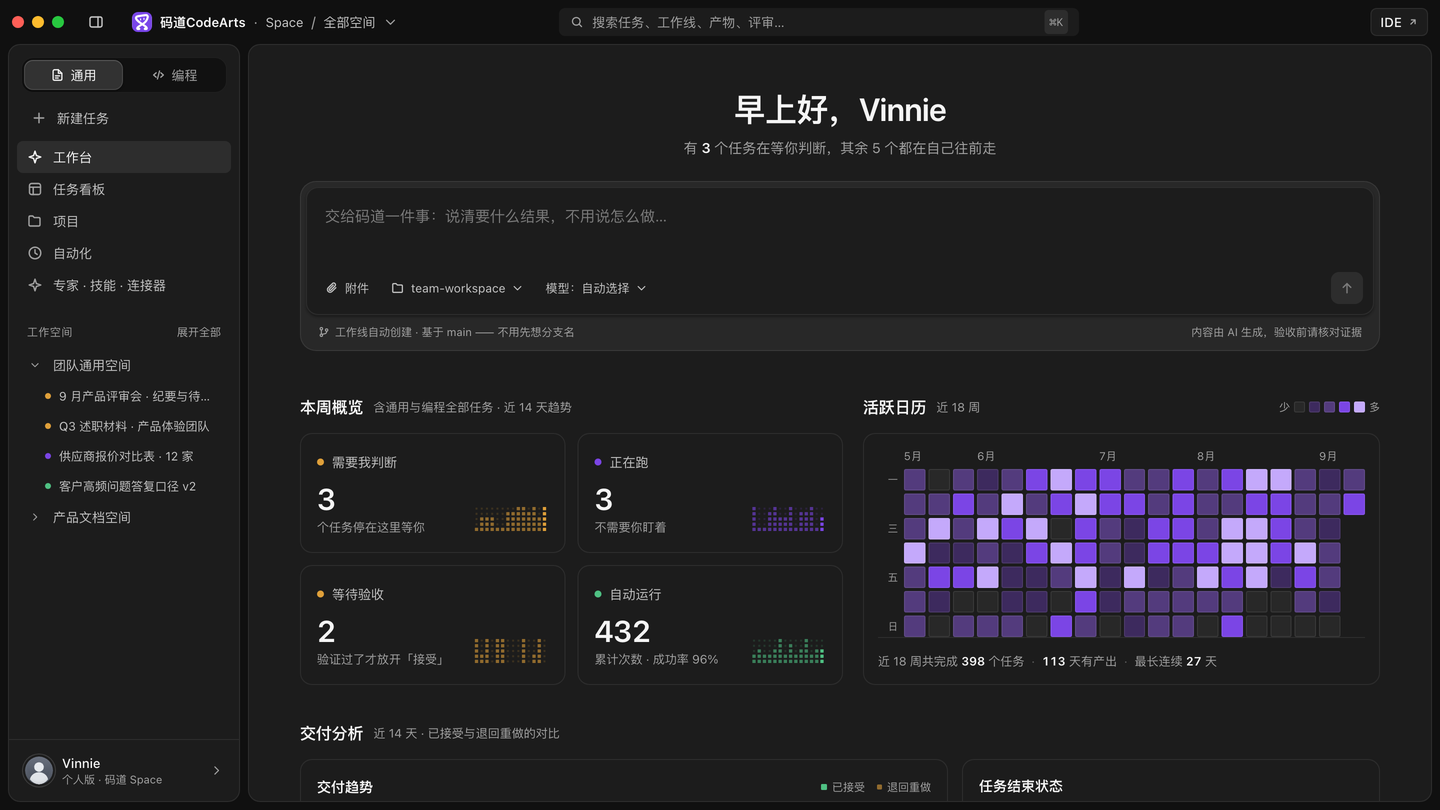 码道CodeArts · Space / 全部空间
搜索任务、工作线、产物、评审...
⌘K
IDE ↗
通用
编程
新建任务
工作台
任务看板
项目
自动化
专家 · 技能 · 连接器
工作空间 展开全部
团队通用空间
9 月产品评审会 · 纪要与待...
Q3 述职材料 · 产品体验团队
供应商报价对比表 · 12 家
客户高频问题答复口径 v2
产品文档空间
Vinnie
个人版 · 码道 Space
早上好，Vinnie
有 3 个任务在等你判断，其余 5 个都在自己往前走
交给码道一件事：说清要什么结果，不用说怎么做...
附件 team-workspace 模型：自动选择
工作线自动创建 · 基于 main —— 不用先想分支名
内容由 AI 生成，验收前请核对证据
本周概览 含通用与编程全部任务 · 近 14 天趋势
需要我判断
3
个任务停在这里等你
正在跑
3
不需要你盯着
等待验收
2
验证过了才放开「接受」
自动运行
432
累计次数 · 成功率 96%
活跃日历 近 18 周
少 多
5月 6月 7月 8月 9月
一
三
五
日
近 18 周共完成 398 个任务 · 113 天有产出 · 最长连续 27 天
交付分析 近 14 天 · 已接受与退回重做的对比
交付趋势
已接受 退回重做
任务结束状态